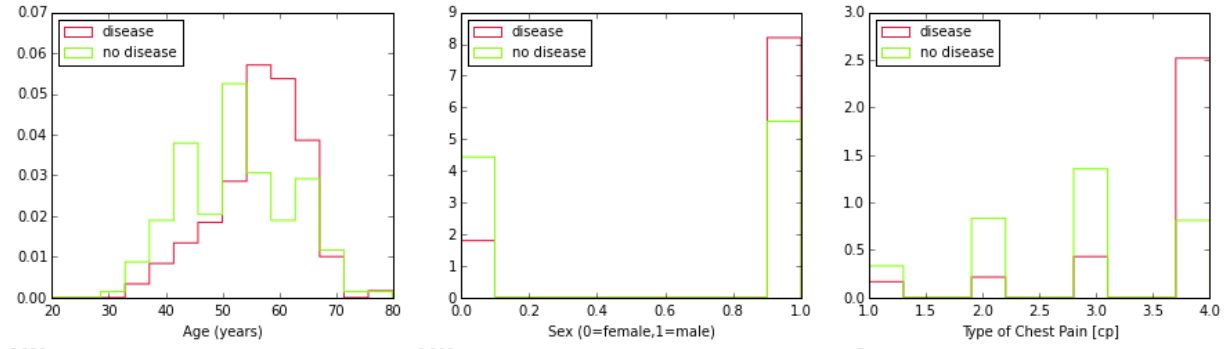 0.07
0.06
0.05
0.04
0.03
0.02
0.01
0.00
disease
no disease
20 30 40 50 60 70 80
Age (years)
9
8
7
6
5
4
3
2
1
0
disease
no disease
0.0 0.2 0.4 0.6 0.8 1.0
Sex (0=female,1=male)
3.0
2.5
2.0
1.5
1.0
0.5
0.0
disease
no disease
1.0 1.5 2.0 2.5 3.0 3.5 4.0
Type of Chest Pain [cp]